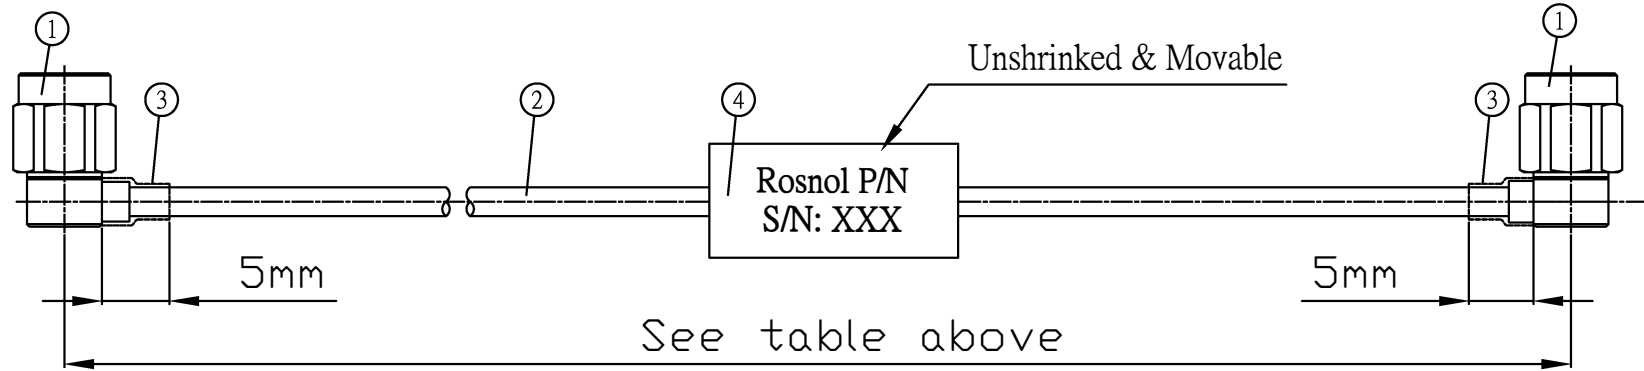 1
1
Unshrinked & Movable
3
2
4
3
Rosnol P/N
S/N: XXX
5mm
5mm
See table above